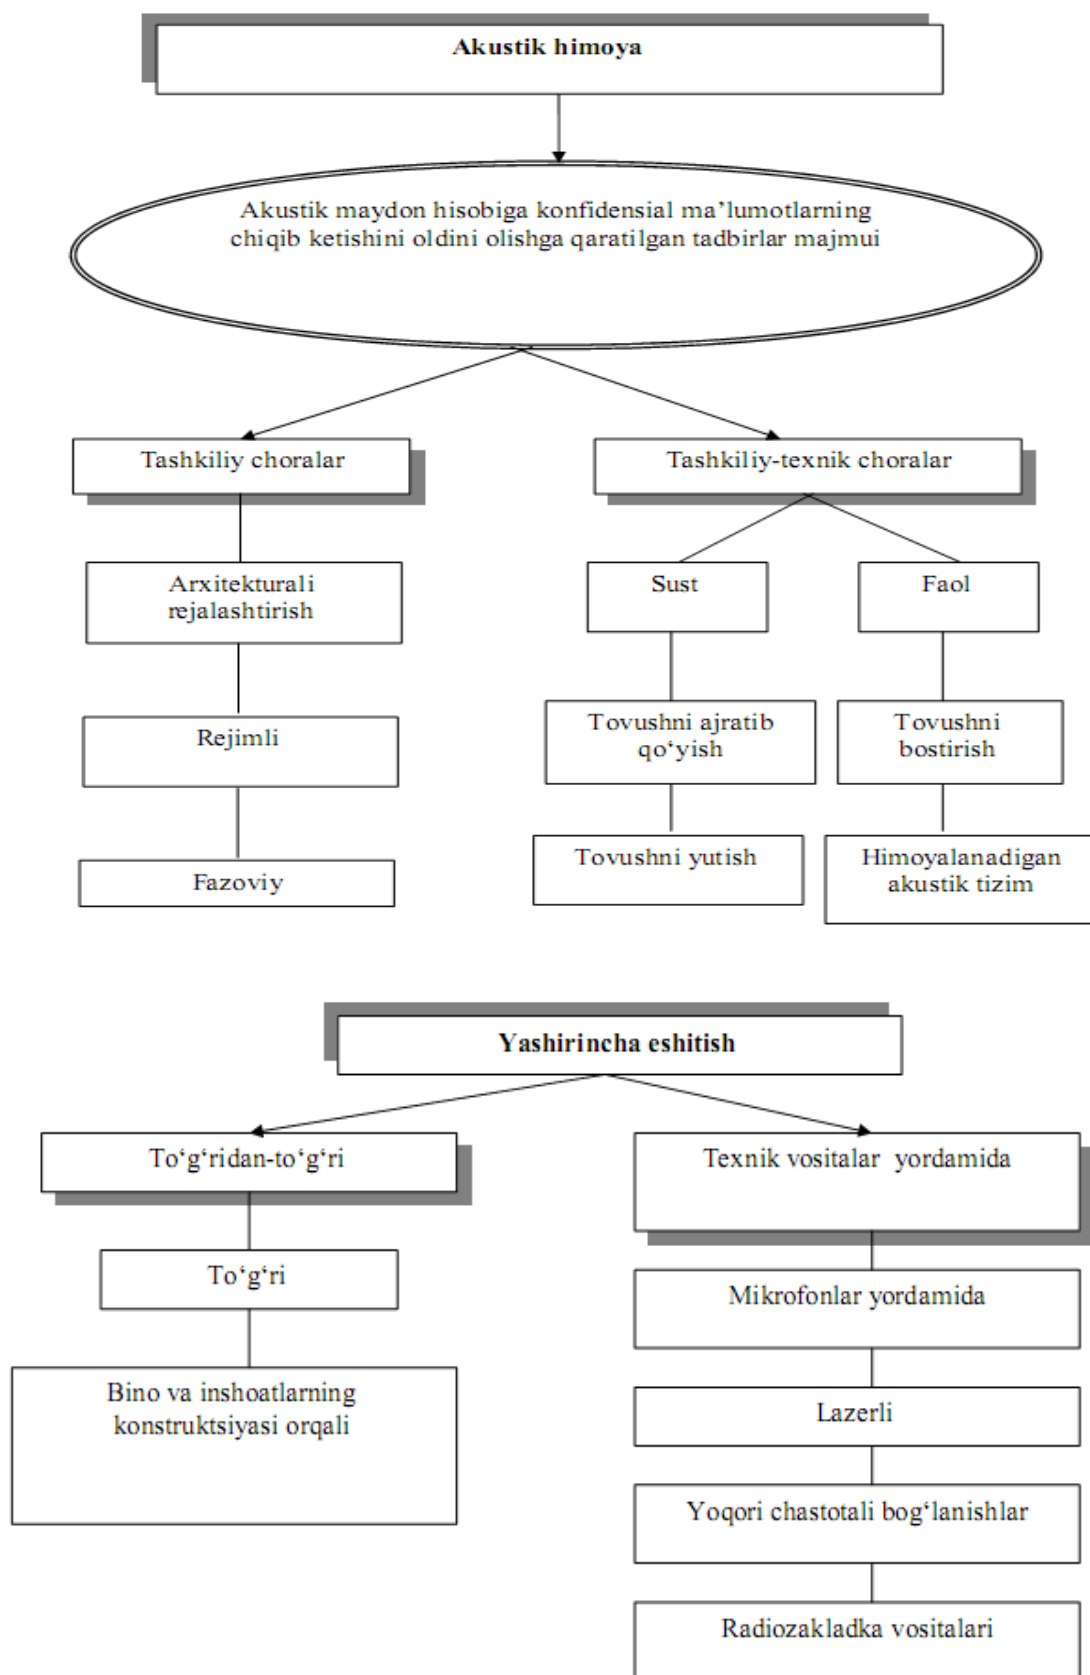 Akustik himoya
Akustik maydon hisobiga konfidensial ma’lumotlarning
chiqib ketishini oldini olishga qaratilgan tadbirlar majmui
Tashkiliy choralar
Tashkiliy-texnik choralar
Arxitekturali
rejalashtirish
Sust
Faol
Rejimli
Tovushni ajratib
qo‘yish
Tovushni
bostirish
Fazoviy
Tovushni yutish
Himoyalanadigan
akustik tizim
Yashirincha eshitish
To‘g‘ridan-to‘g‘ri
Texnik vositalar yordamida
To‘g‘ri
Mikrofonlar yordamida
Bino va inshoatlarning
konstruktsiyasi orqali
Lazerli
Yoqori chastotali bog‘lanishlar
Radiozakladka vositalari